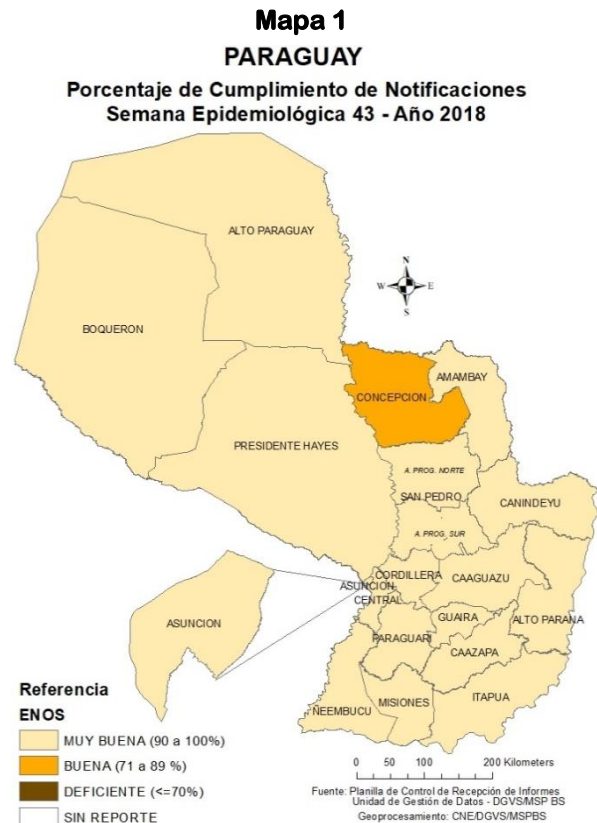 Mapa 1
PARAGUAY
Porcentaje de Cumplimiento de Notificaciones
Semana Epidemiológica 43 - Año 2018
ALTO PARAGUAY
N
W E
S
BOQUERON
AMAMBAY
CONCEPCION
PRESIDENTE HAYES
A. PROG. NORTE
SAN PEDRO
CANINDEYU
A. PROG. SUR
CORDILLERA
CAAGUAZU
ASUNCION
CENTRAL
ASUNCION
GUAIRA
ALTO PARANA
PARAGUARI
CAAZAPA
ITAPUA
MISIONES
ÑEEMBUCU
Referencia
ENOS
MUY BUENA (90 a 100%)
BUENA (71 a 89 %)
DEFICIENTE (<=70%)
SIN REPORTE
0 50 100 200 Kilometers
Fuente: Planilla de Control de Recepción de Informes
Unidad de Gestión de Datos - DGVS/MSP BS
Geoprocesamiento: CNE/DGVS/MSPBS